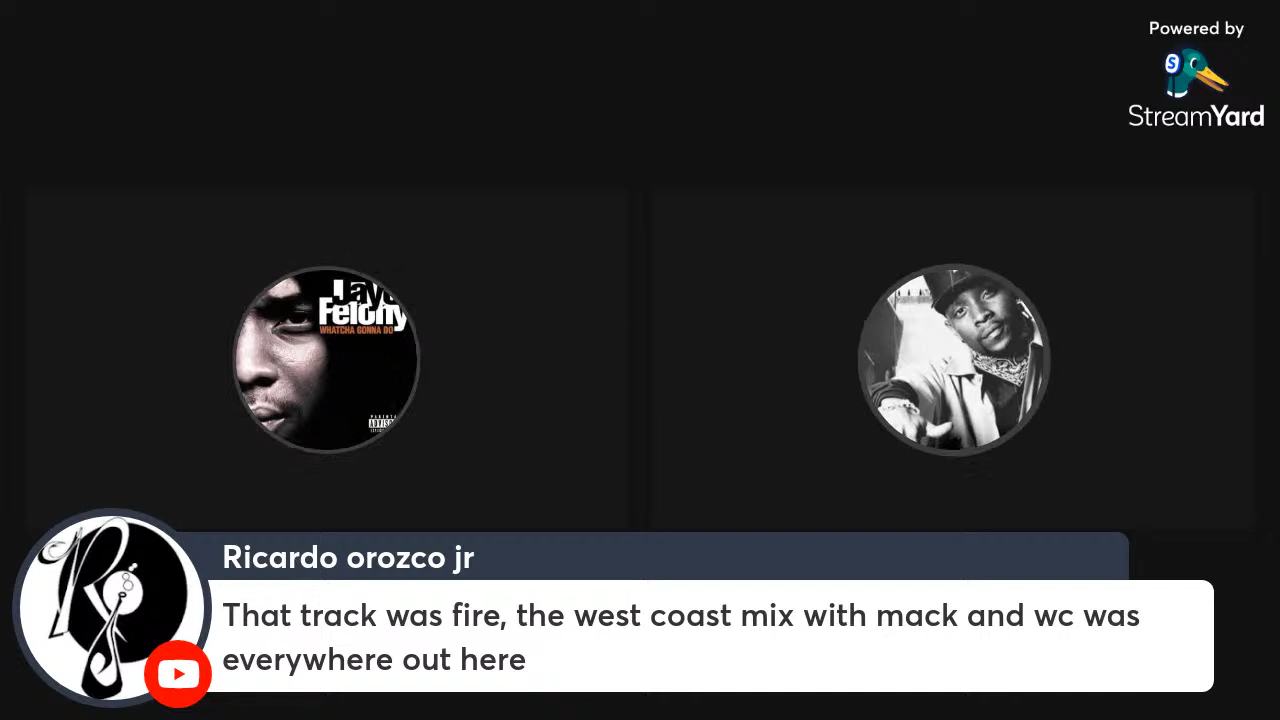 Powered by
S
StreamYard
Jayo
Felony
WHATCHA GONNA DO
Ricardo orozco jr
That track was fire, the west coast mix with mack and wc was
everywhere out here